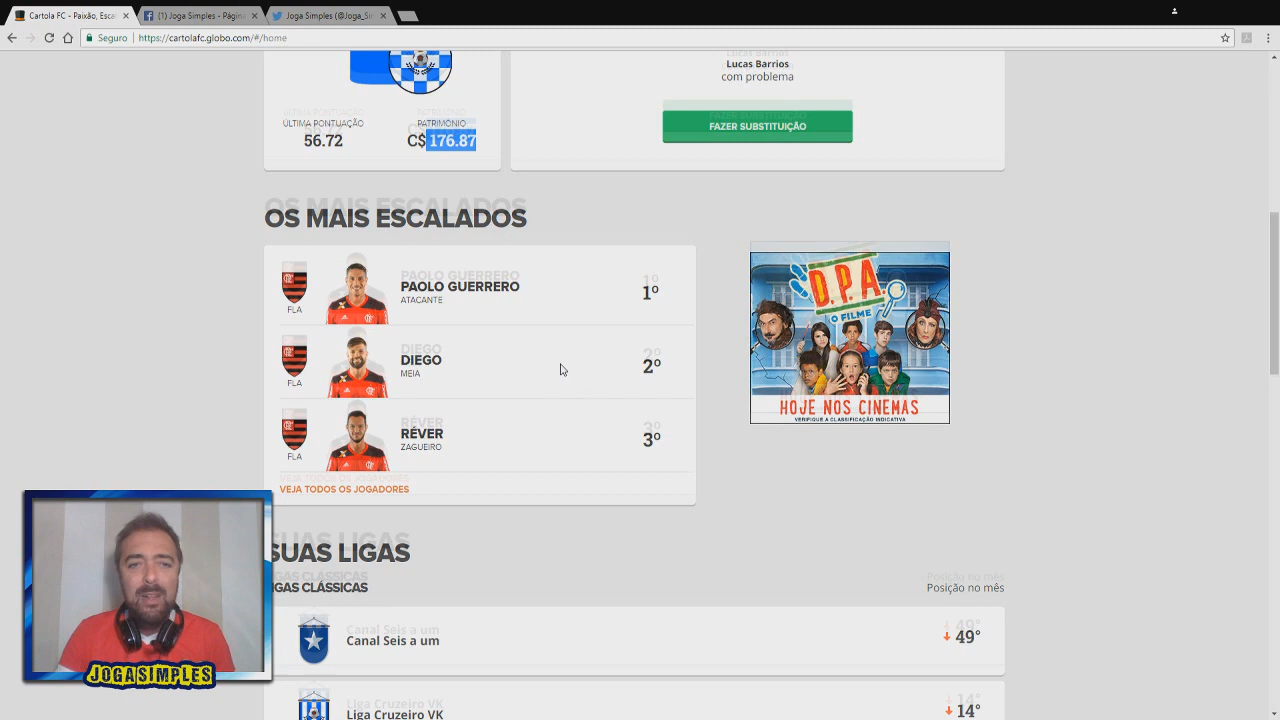 Cartola FC - Paixão, Esca
(1) Joga Simples - Página
Joga Simples (@Joga_Sim
Seguro
https://cartolafc.globo.com/#/home
Lucas Barrios
com problema
ÚLTIMA PONTUAÇÃO
56.72
PATRIMÔNIO
C$ 176.87
FAZER SUBSTITUIÇÃO
OS MAIS ESCALADOS
FLA
PAOLO GUERRERO
ATACANTE
1º
FLA
DIEGO
MEIA
2º
FLA
RÉVER
ZAGUEIRO
3º
VEJA TODOS OS JOGADORES
D.P.A.
O FILME
HOJE NOS CINEMAS
VERIFIQUE A CLASSIFICAÇÃO INDICATIVA
SUAS LIGAS
IGAS CLÁSSICAS
Posição no mês
Canal Seis a um
49º
Liga Cruzeiro VK
14º
JOGA SIMPLES